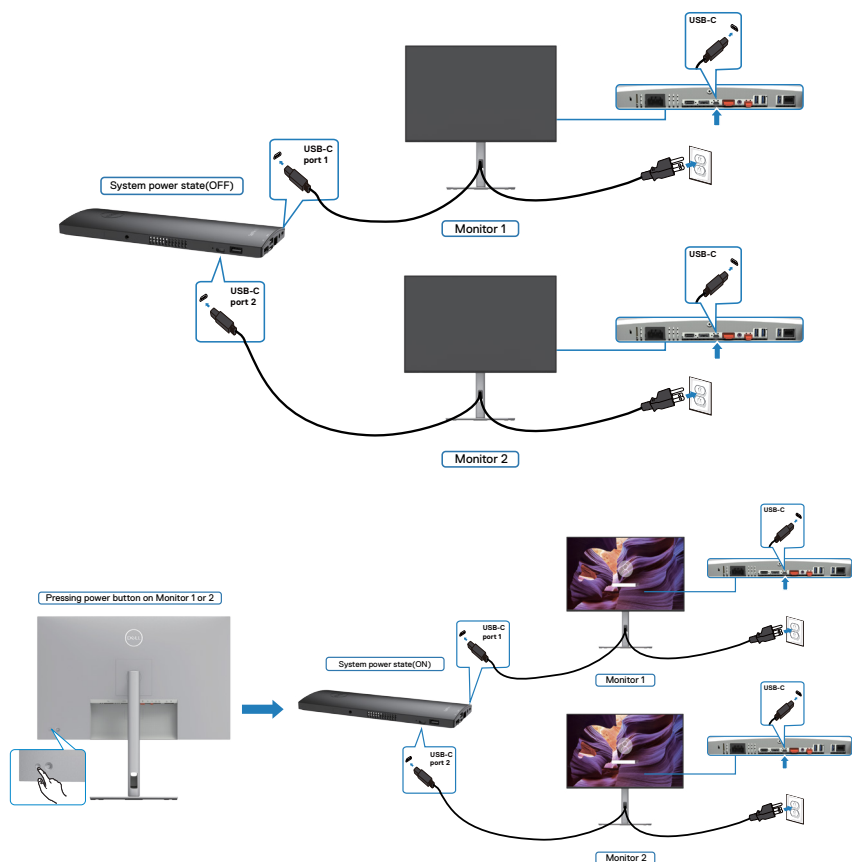 USB-C
USB-C
port 1
System power state(OFF)
Monitor 1
USB-C
USB-C
port 2
Monitor 2
USB-C
Pressing power button on Monitor 1 or 2
DELL
USB-C
port 1
System power state(ON)
Monitor 1
USB-C
USB-C
port 2
Monitor 2